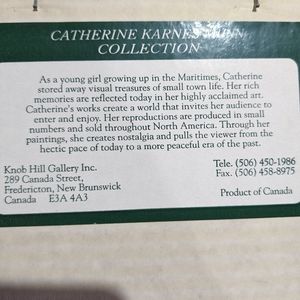 CATHERINE KARNES MUNN
COLLECTION
As a young girl growing up in the Maritimes, Catherine
stored away visual treasures of small town life. Her rich
memories are reflected today in her highly acclaimed art.
Catherine's works create a world that invites her audience to
enter and enjoy. Her reproductions are produced in small
numbers and sold throughout North America. Through her
paintings, she creates nostalgia and pulls the viewer from the
hectic pace of today to a more peaceful era of the past.
Knob Hill Gallery Inc.
289 Canada Street,
Fredericton, New Brunswick
Canada E3A 4A3
Tele. (506) 450-1986
Fax. (506) 458-8975
Product of Canada